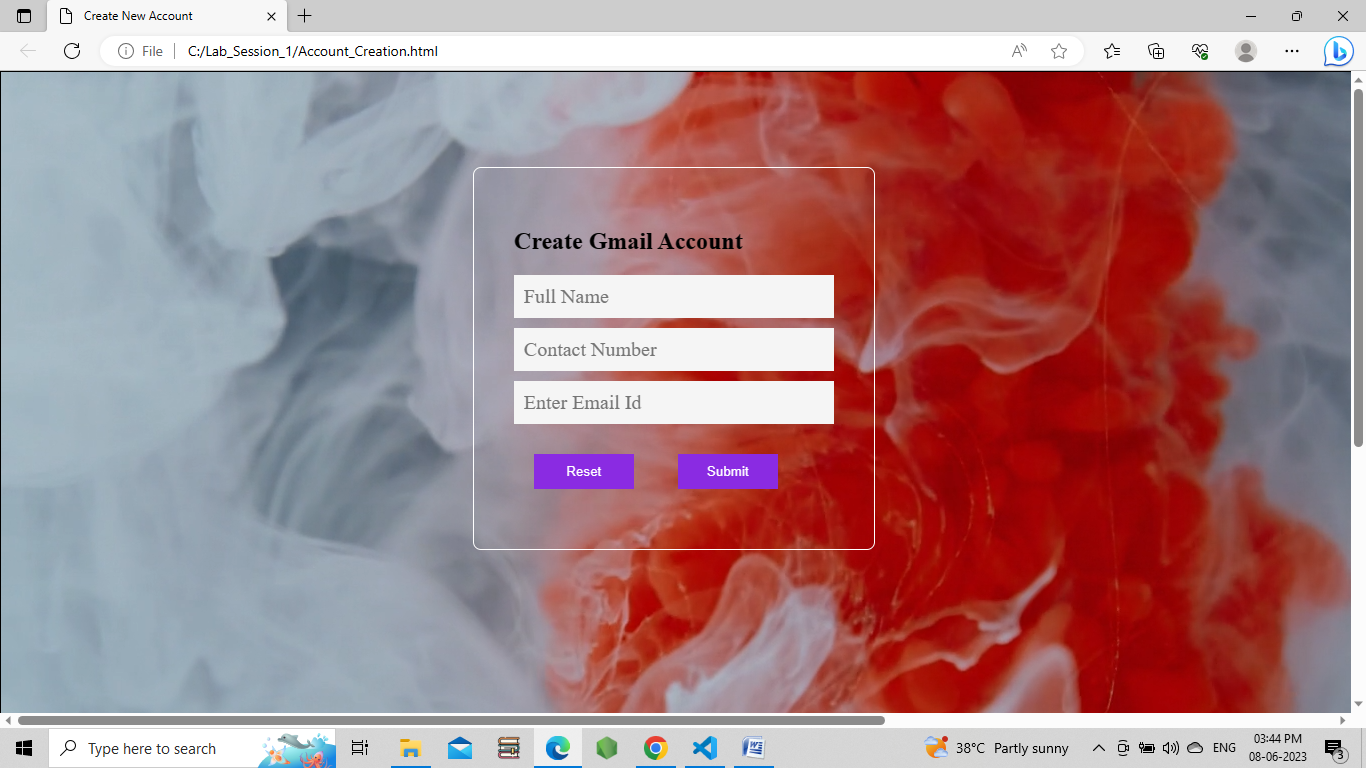 Create New Account
File
C:/Lab_Session_1/Account_Creation.html
Create Gmail Account
Full Name
Contact Number
Enter Email Id
Reset
Submit
Type here to search
38°C Partly sunny
ENG
03:44 PM
08-06-2023
3